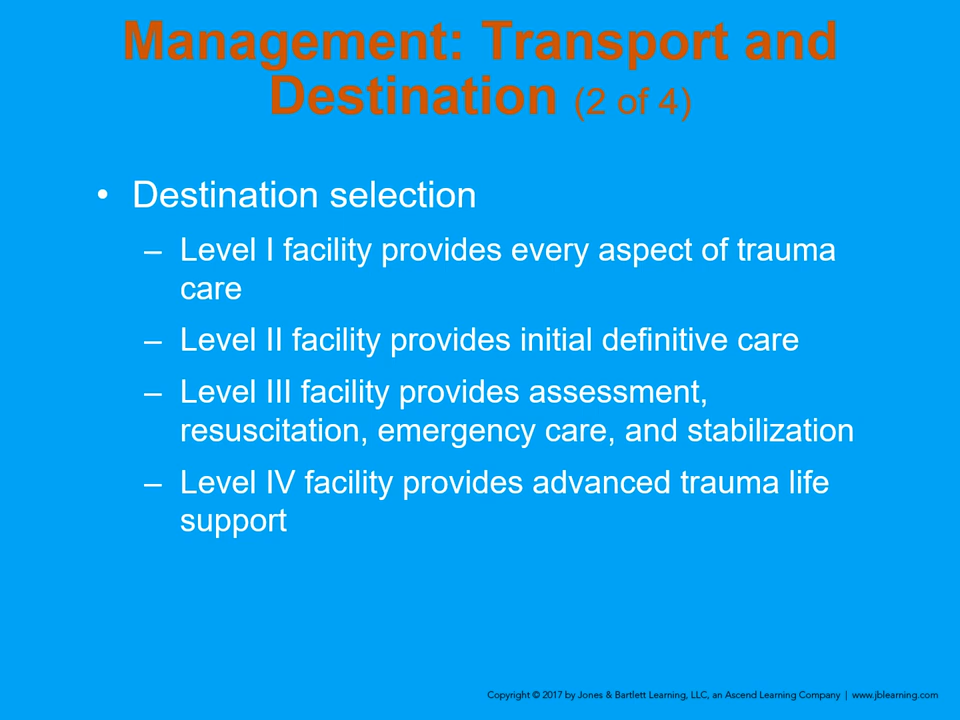 Management: Transport and
Destination (2 of 4)
• Destination selection
– Level I facility provides every aspect of trauma
care
– Level II facility provides initial definitive care
– Level III facility provides assessment,
resuscitation, emergency care, and stabilization
– Level IV facility provides advanced trauma life
support
Copyright © 2017 by Jones & Bartlett Learning, LLC, an Ascend Learning Company | www.jblearning.com